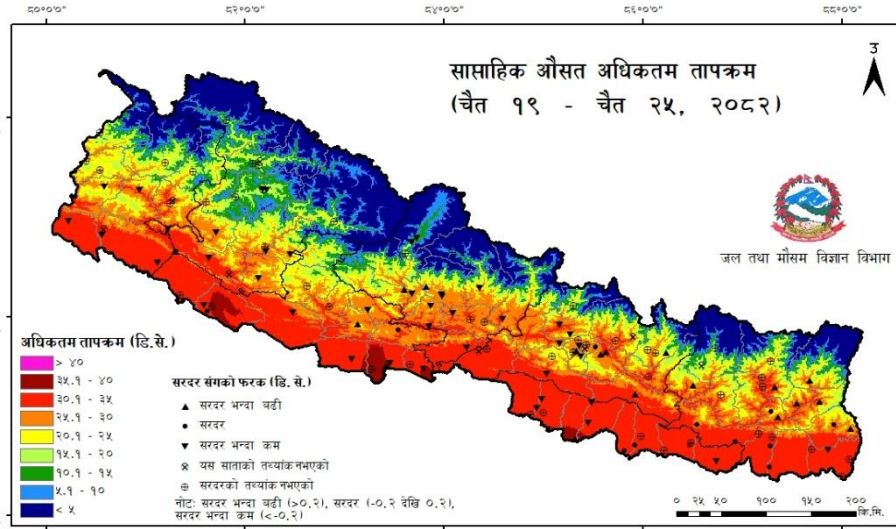 ८०°०'०" ८२°०'०" ८४°०'०" ८६°०'०" ८८°०'०"
साप्ताहिक औसत अधिकतम तापक्रम
(चैत १९ - चैत २५, २०८२)
उ
जल तथा मौसम विज्ञान विभाग
अधिकतम तापक्रम (डि.से.)
> ४०
३५.१ - ४०
३०.१ - ३५
२५.१ - ३०
२०.१ - २५
१५.१ - २०
१०.१ - १५
५.१ - १०
< ५
सरदर संगको फरक (डि. से.)
सरदर भन्दा बढी
सरदर
सरदर भन्दा कम
यस साताको तथ्यांक नभएको
सरदरको तथ्यांक नभएको
नोट: सरदर भन्दा बढी (>०.२), सरदर (-०.२ देखि ०.२),
सरदर भन्दा कम (<-०.२)
० २५ ५० १०० १५० २००
कि.मि.